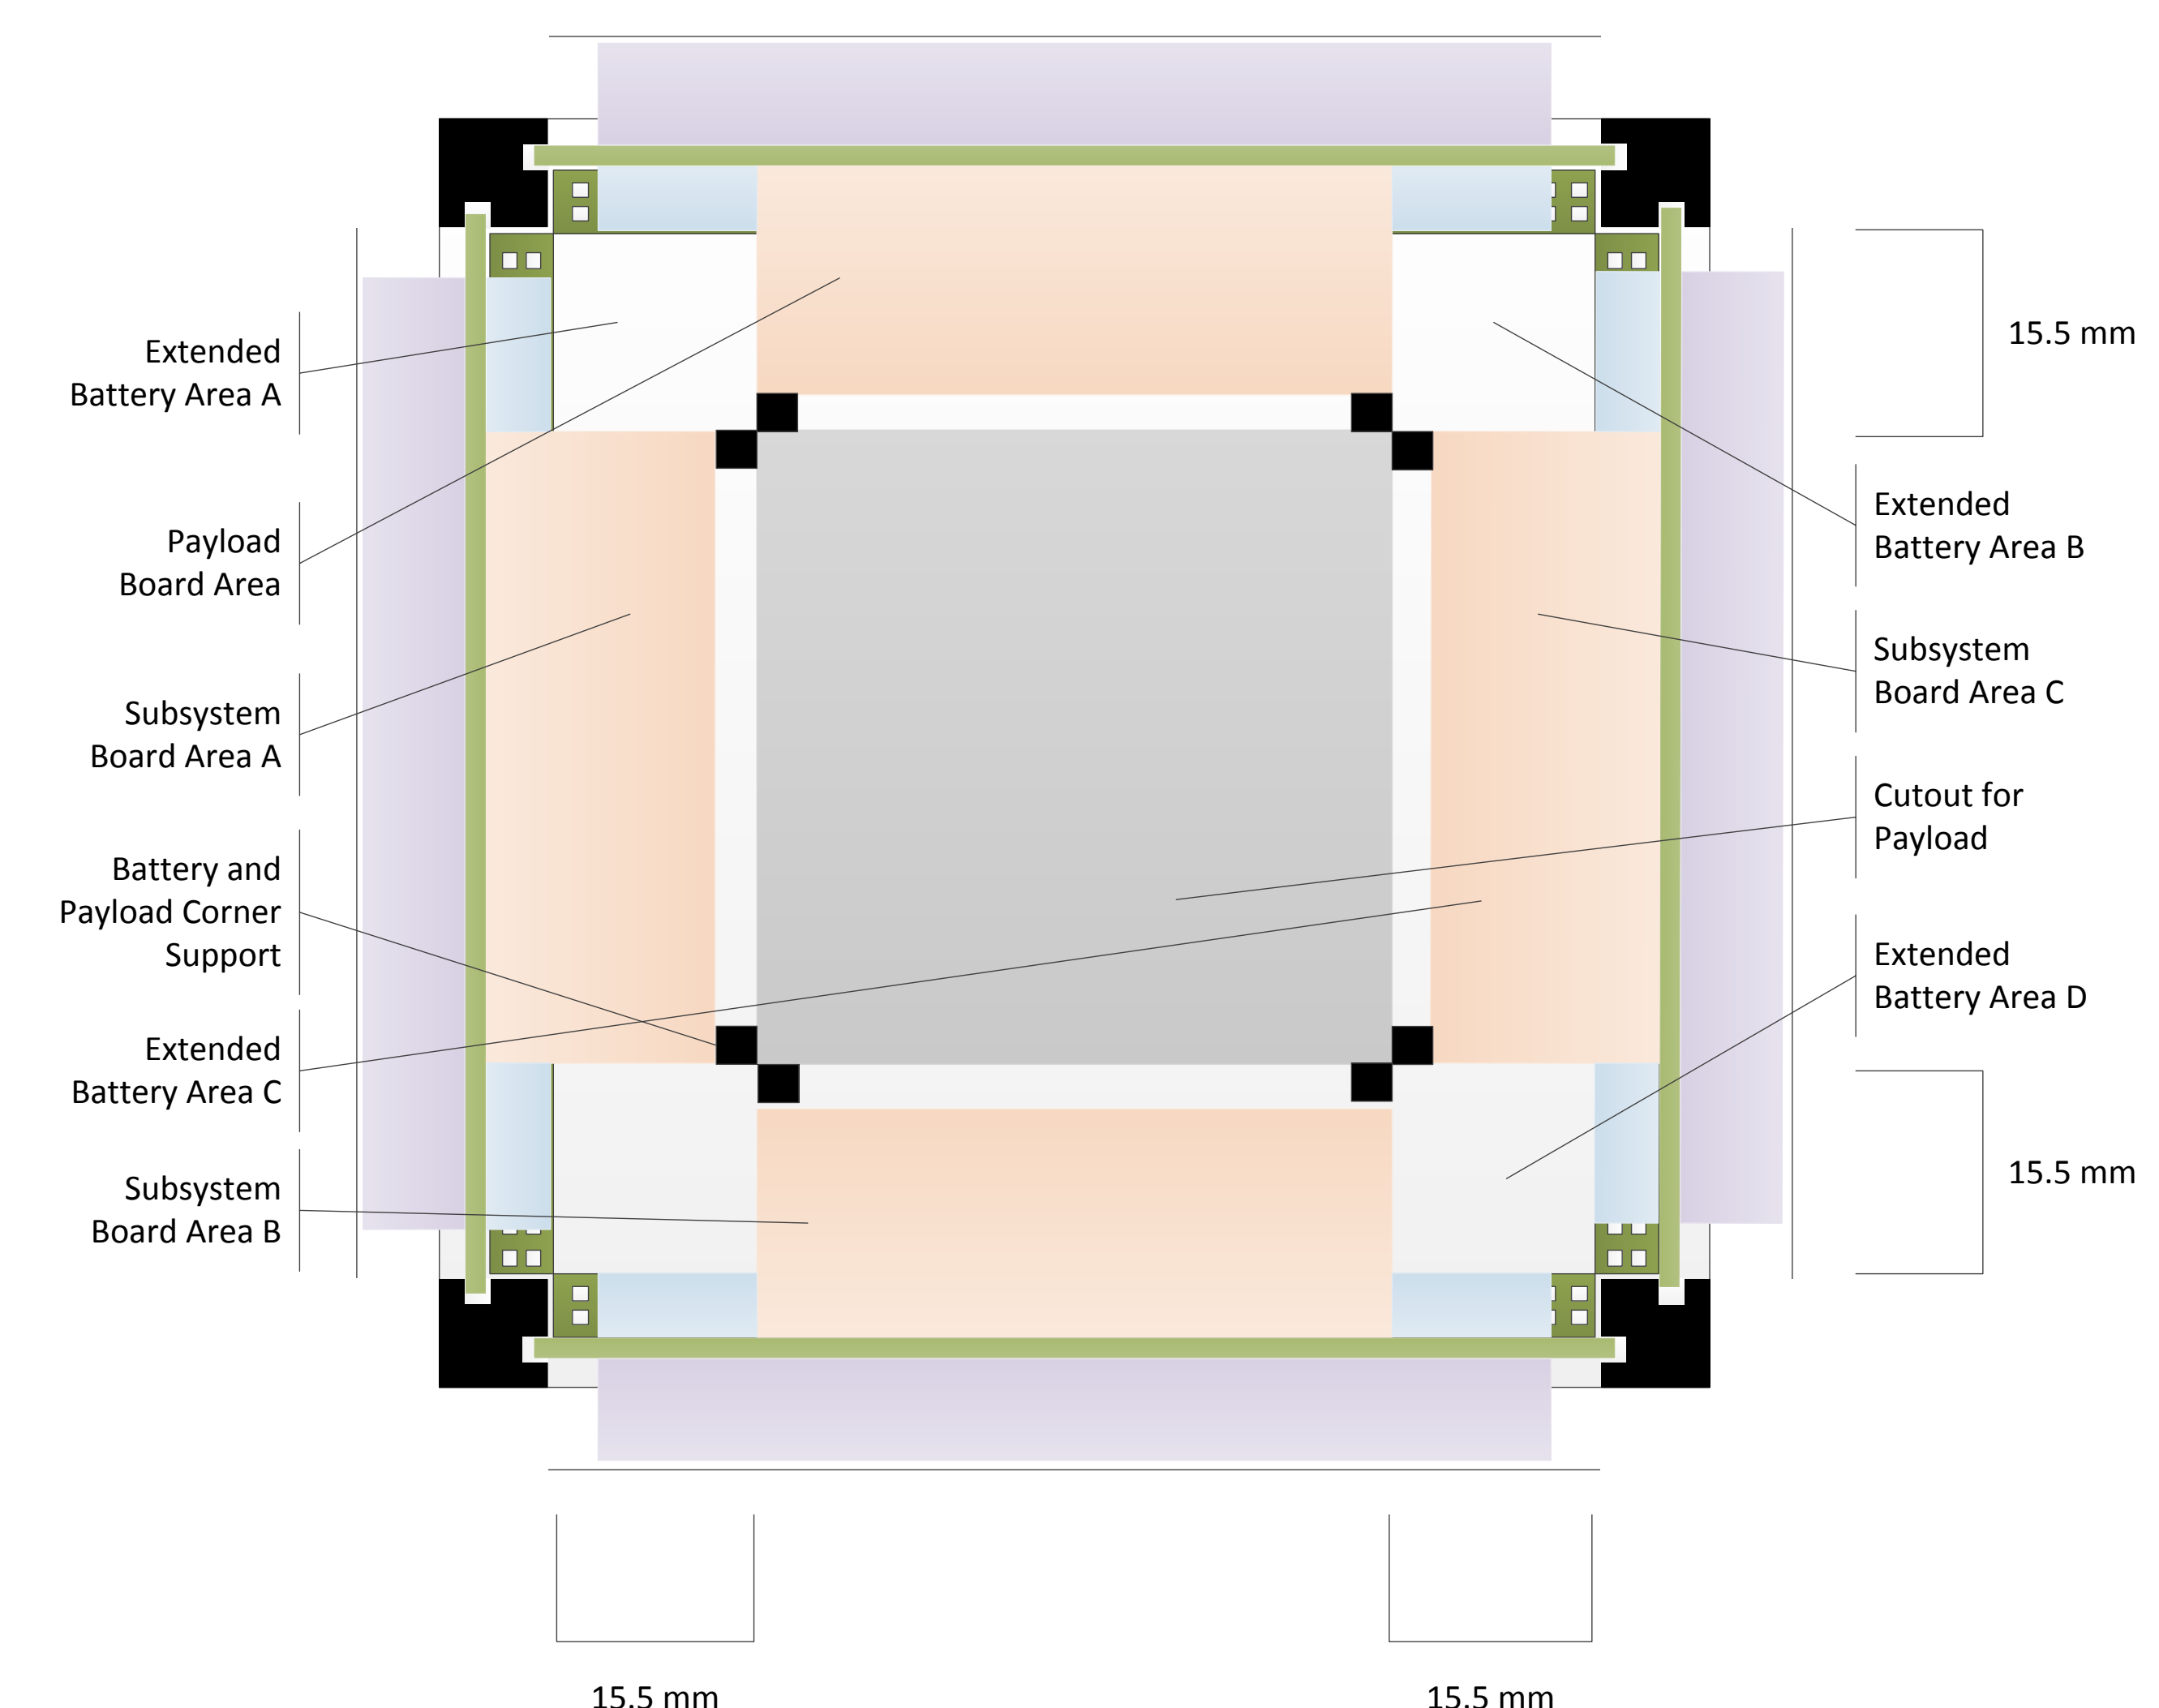 Extended
Battery Area A
Payload
Board Area
Subsystem
Board Area A
Battery and
Payload Corner
Support
Extended
Battery Area C
Subsystem
Board Area B
15.5 mm
Extended
Battery Area B
Subsystem
Board Area C
Cutout for
Payload
Extended
Battery Area D
15.5 mm
15.5 mm
15.5 mm